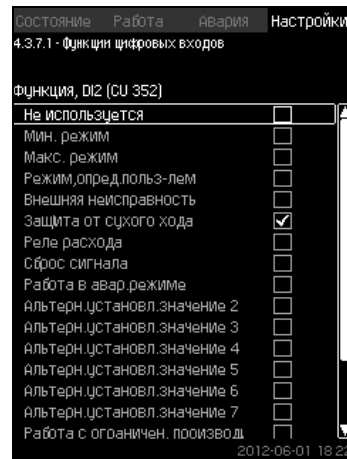 Состояние Работа Авария Настройки
4.3.7.1 - Функции цифровых входов
Функция, DI2 (CU 352)
Не используется
Мин. режим
Макс. режим
Режим,опред.польз-лем
Внешняя неисправность
Защита от сухого хода
Реле расхода
Сброс сигнала
Работа в авар.режиме
Альтерн.установл.значение 2
Альтерн.установл.значение 3
Альтерн.установл.значение 4
Альтерн.установл.значение 5
Альтерн.установл.значение 6
Альтерн.установл.значение 7
Работа с ограничен. производ
2012-06-01 18:22